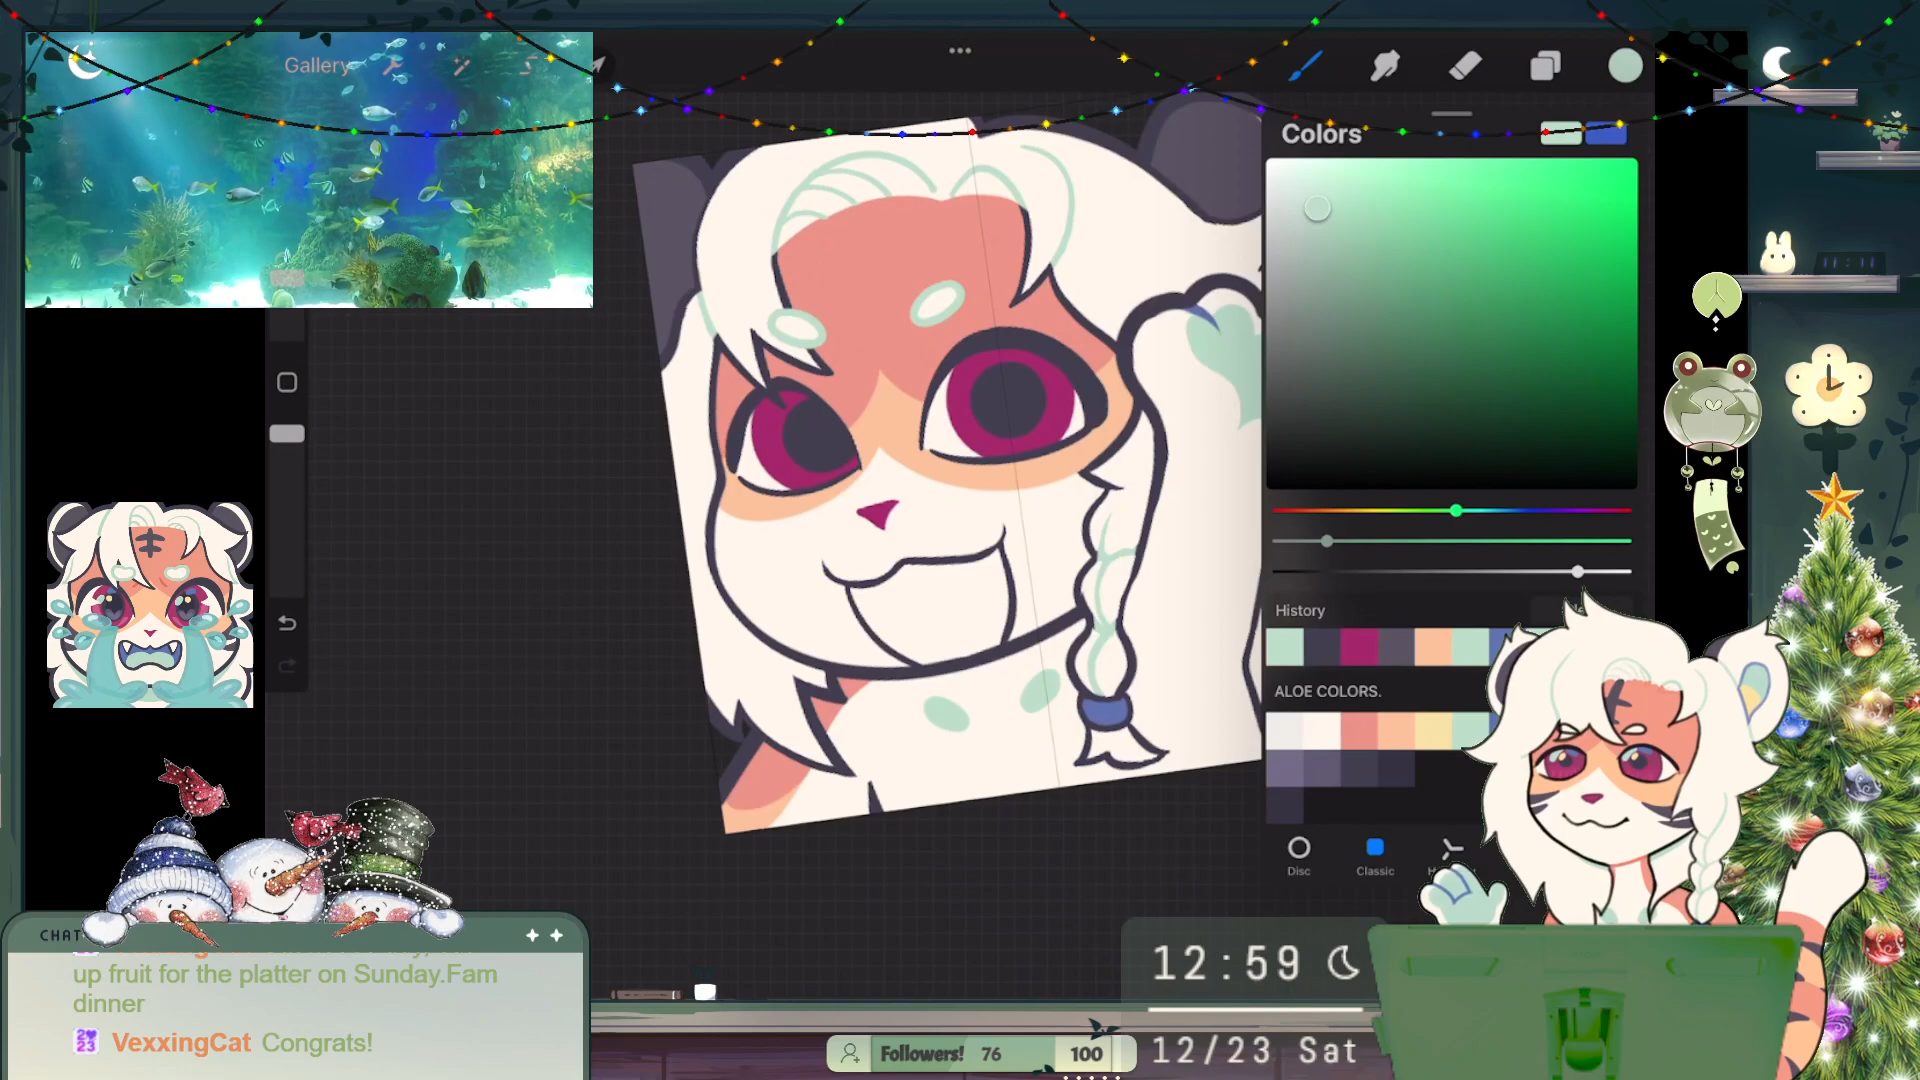 Gallery
Colors
History
ALOE COLORS.
Disc
Classic
CHAT
up fruit for the platter on Sunday.Fam
dinner
VexxingCat Congrats!
Followers! 76 100
12:59
12/23 Sat